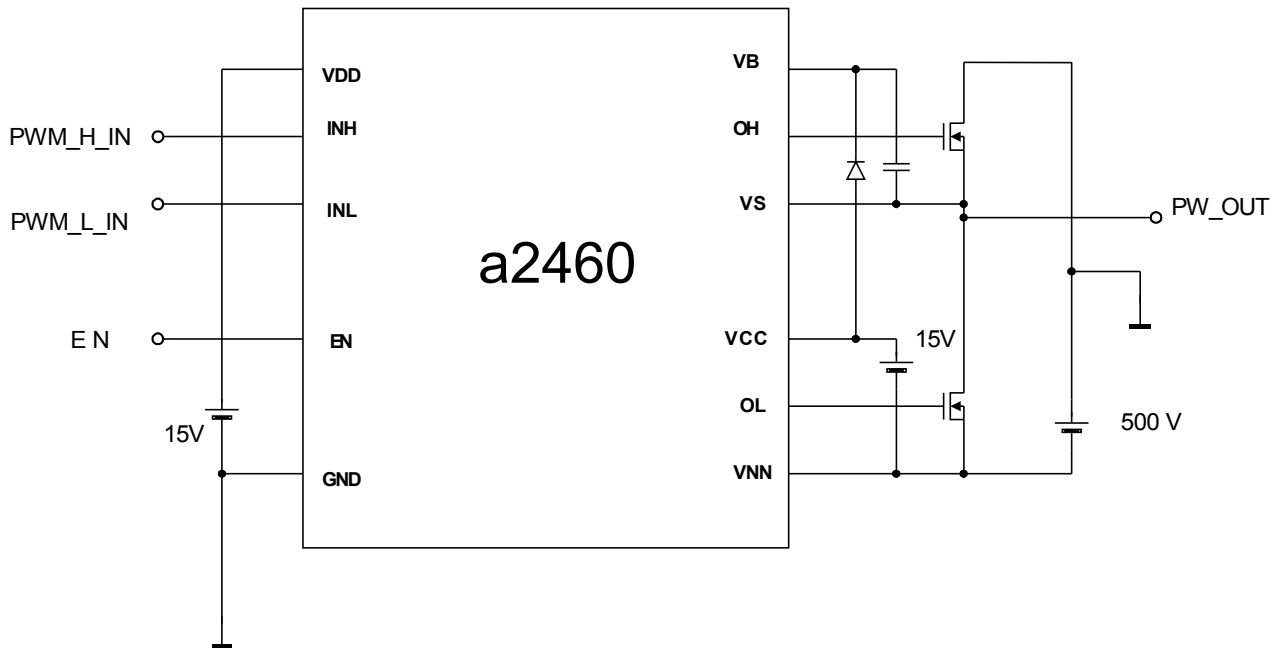 VDD
VB
PWM_H_IN
INH
OH
PWM_L_IN
INL
VS
PW_OUT
a2460
E N
EN
VCC
15V
15V
OL
500 V
GND
VNN